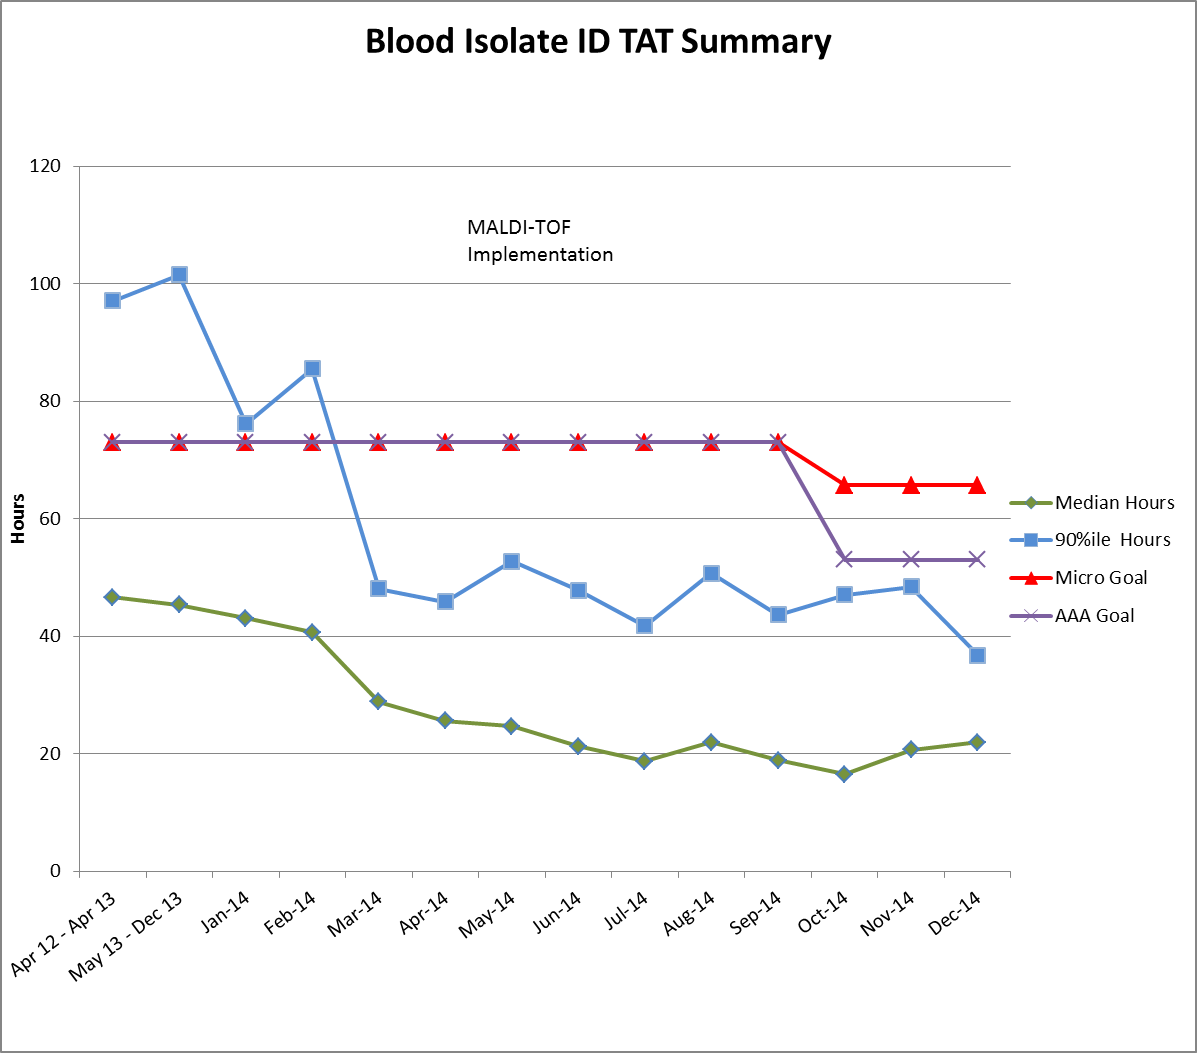 Blood Isolate ID TAT Summary
120
100
80
60
40
20
0
Hours
MALDI-TOF
Implementation
Median Hours
90%ile  Hours
Micro Goal
AAA Goal
Apr 12 - Apr 13
May 13 - Dec 13
Jan-14
Feb-14
Mar-14
Apr-14
May-14
Jun-14
Jul-14
Aug-14
Sep-14
Oct-14
Nov-14
Dec-14